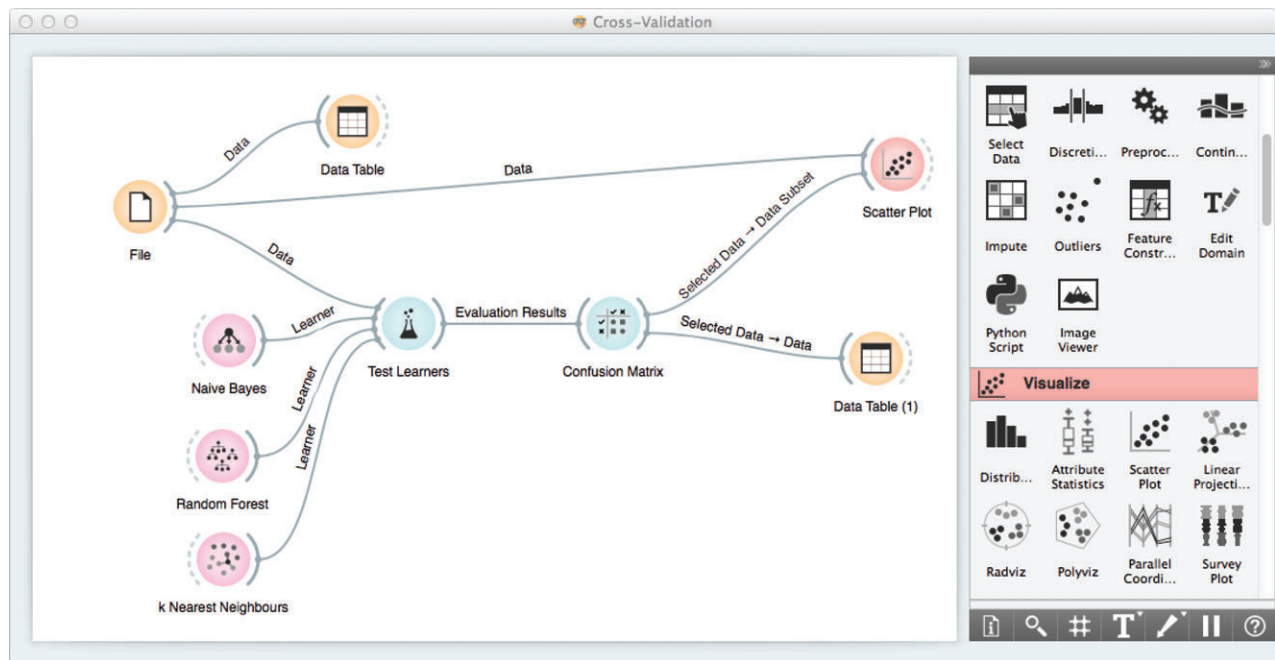 Cross-Validation
Data
Data Table
Data
Scatter Plot
File
Data
Selected Data → Data Subset
Learner
Evaluation Results
Selected Data → Data
Naive Bayes
Test Learners
Confusion Matrix
Data Table (1)
Learner
Random Forest
Learner
k Nearest Neighbours
Select
Data
Discreti...
Preproc...
Contin...
Impute
Outliers
Feature
Constr...
Edit
Domain
Python
Script
Image
Viewer
Visualize
Distrib...
Attribute
Statistics
Scatter
Plot
Linear
Projecti...
Radviz
Polyviz
Parallel
Coordi...
Survey
Plot